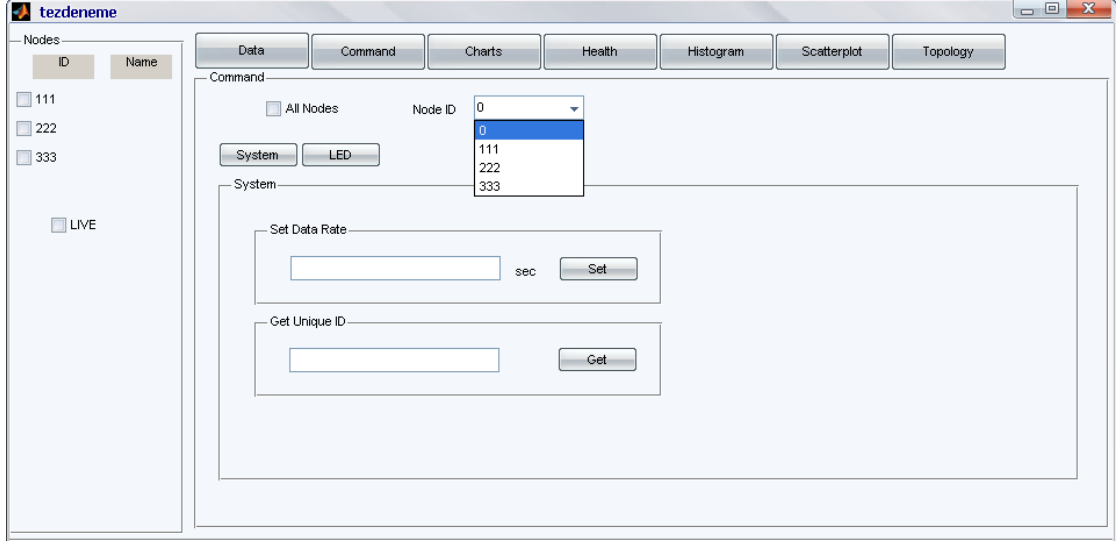 tezdeneme
Nodes
ID Name
111
222
333
LIVE
Data Command Charts Health Histogram Scatterplot Topology
Command
All Nodes Node ID 0
0
111
222
333
System LED
System
Set Data Rate
sec Set
Get Unique ID
Get